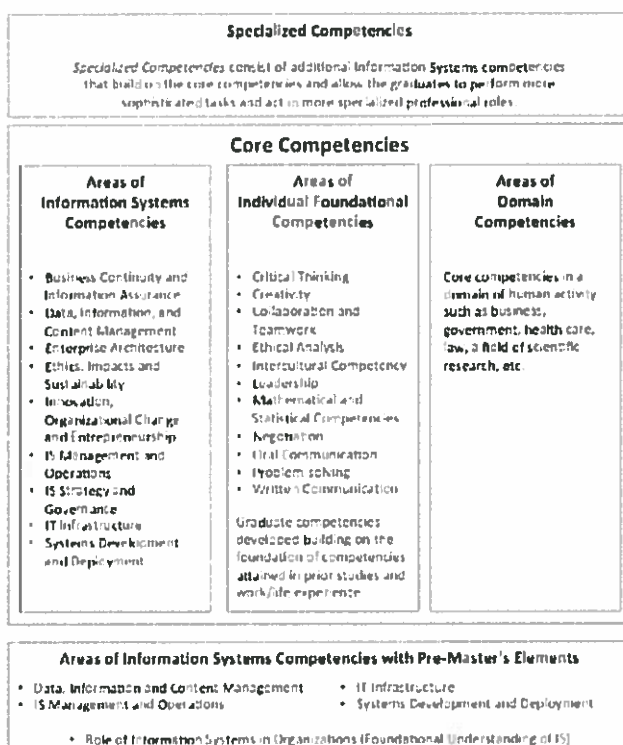 Specialized Competencies
Specialized Competencies consist of additional Information Systems competencies
that build on the core competencies and allow the graduates to perform more
sophisticated tasks and act in more specialized professional roles.
Core Competencies
Areas of
Information Systems
Competencies
• Business Continuity and
Information Assurance
• Data, Information, and
Content Management
• Enterprise Architecture
• Ethics, Impacts and
Sustainability
• Innovation,
Organizational Change
and Entrepreneurship
• IS Management and
Operations
• IS Strategy and
Governance
• IT Infrastructure
• Systems Development
and Deployment
Areas of
Individual Foundational
Competencies
• Critical Thinking
• Creativity
• Collaboration and
Teamwork
• Ethical Analysis
• Intercultural Competency
• Leadership
• Mathematical and
Statistical Competencies
• Negotiation
• Oral Communication
• Problem solving
• Written Communication
Graduate competencies
developed building on the
foundation of competencies
attained in prior studies and
work/life experience
Areas of
Domain
Competencies
Core competencies in a
domain of human activity
such as business,
government, health care,
law, a field of scientific
research, etc.
Areas of Information Systems Competencies with Pre-Master's Elements
• Data, Information and Content Management
• IS Management and Operations
• IT Infrastructure
• Systems Development and Deployment
• Role of Information Systems in Organizations (Foundational Understanding of IS)